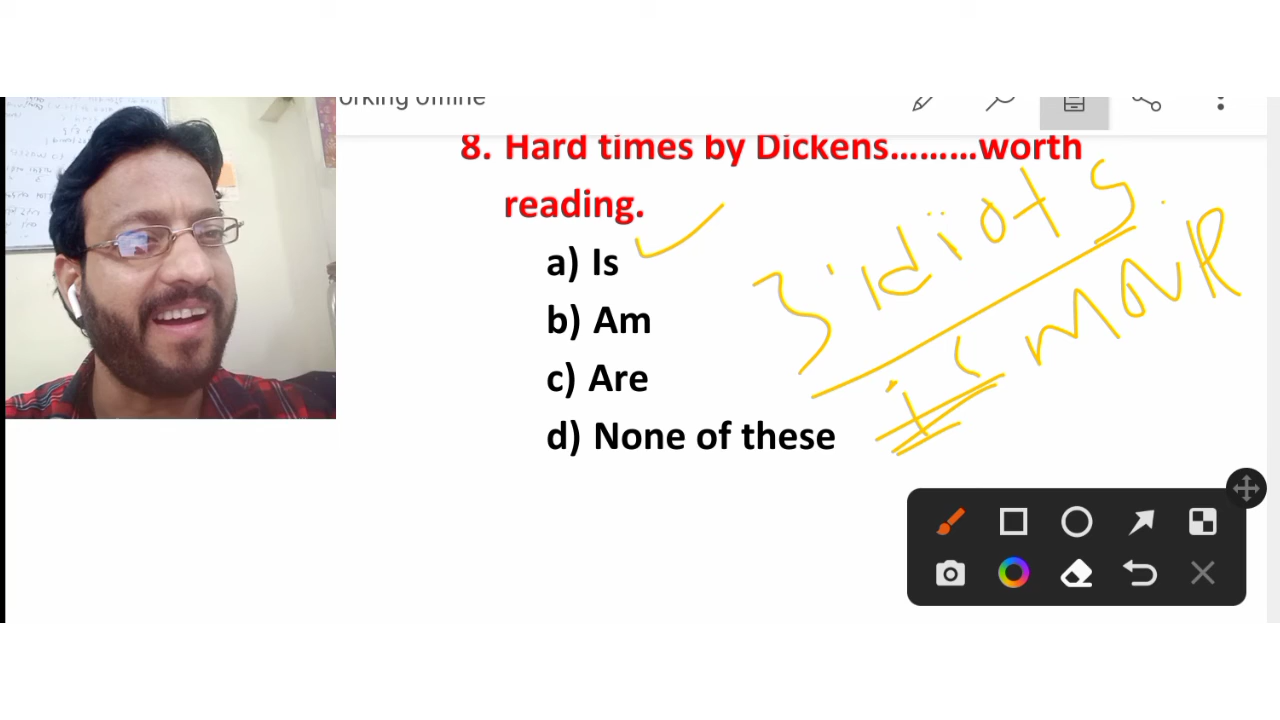 orking offline
8. Hard times by Dickens.........worth
reading.
a) Is
b) Am
c) Are
d) None of these
3 idiots
is